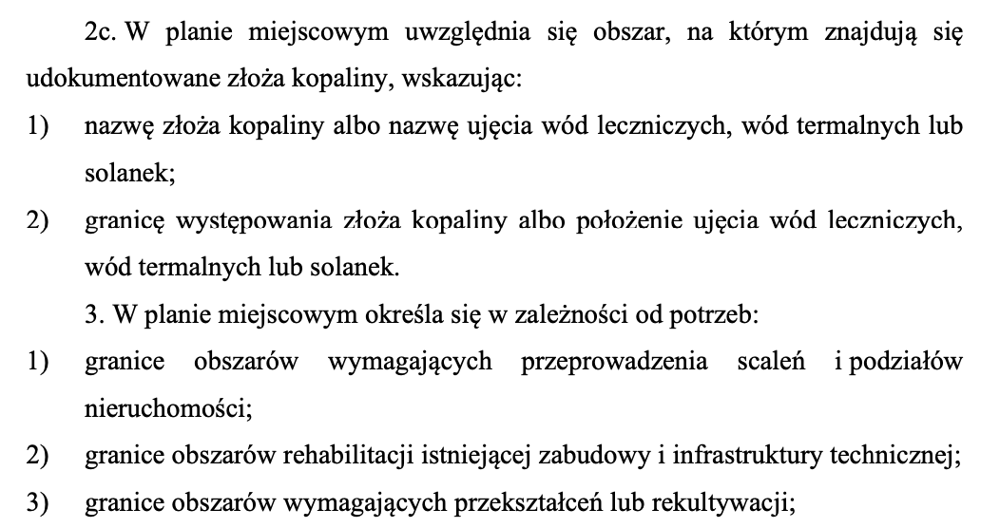 2c. W planie miejscowym uwzględnia się obszar, na którym znajdują się
udokumentowane złoża kopaliny, wskazując:
1) nazwę złoża kopaliny albo nazwę ujęcia wód leczniczych, wód termalnych lub
solanek;
2) granicę występowania złoża kopaliny albo położenie ujęcia wód leczniczych,
wód termalnych lub solanek.
3. W planie miejscowym określa się w zależności od potrzeb:
1) granice obszarów wymagających przeprowadzenia scaleń i podziałów
nieruchomości;
2) granice obszarów rehabilitacji istniejącej zabudowy i infrastruktury technicznej;
3) granice obszarów wymagających przekształceń lub rekultywacji;